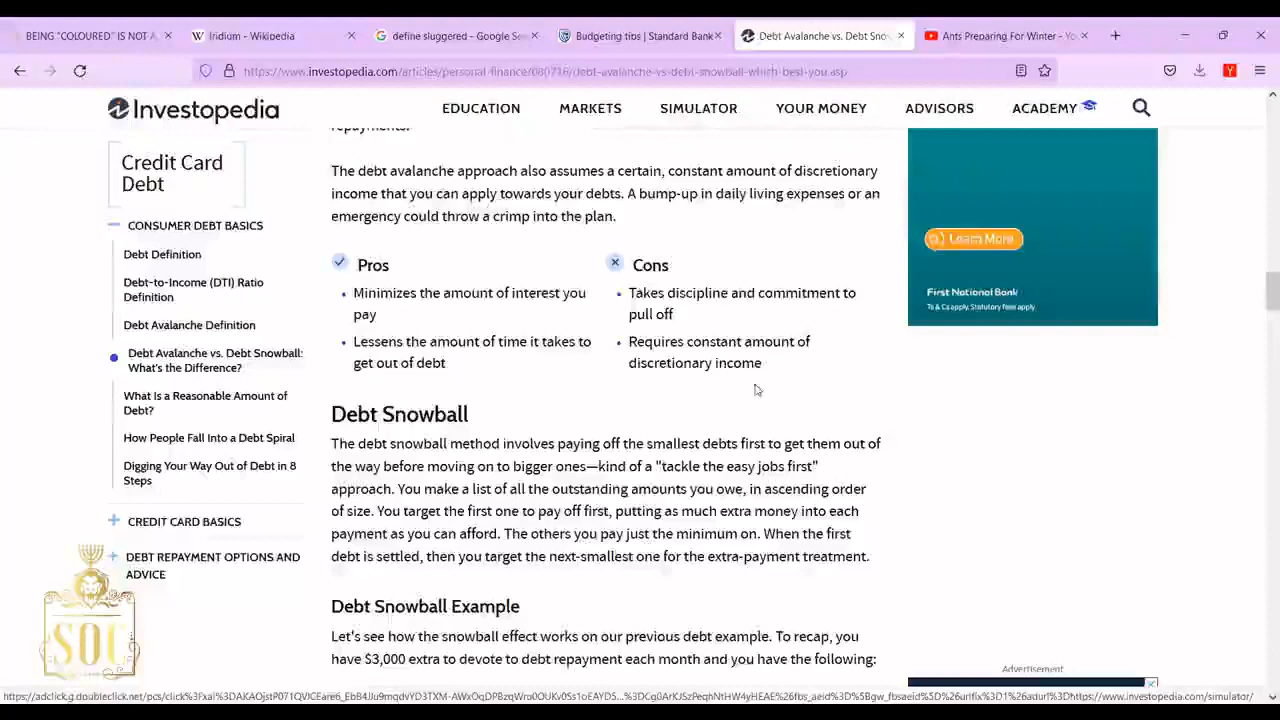 BEING "COLOURED" IS NOT A
Iridium - Wikipedia
define sluggered - Google Se
Budgeting tips | Standard Bank
Debt Avalanche vs. Debt Sno
Ants Preparing For Winter - Yo
https://www.investopedia.com/articles/personal-finance/080716/debt-avalanche-vs-debt-snowball-which-best-you.asp
Investopedia
EDUCATION MARKETS SIMULATOR YOUR MONEY ADVISORS ACADEMY
repayments.
Credit Card
Debt
CONSUMER DEBT BASICS
Debt Definition
Debt-to-Income (DTI) Ratio
Definition
Debt Avalanche Definition
Debt Avalanche vs. Debt Snowball:
What's the Difference?
What Is a Reasonable Amount of
Debt?
How People Fall Into a Debt Spiral
Digging Your Way Out of Debt in 8
Steps
CREDIT CARD BASICS
DEBT REPAYMENT OPTIONS AND
ADVICE
SOC
The debt avalanche approach also assumes a certain, constant amount of discretionary
income that you can apply towards your debts. A bump-up in daily living expenses or an
emergency could throw a crimp into the plan.
Pros
Minimizes the amount of interest you
pay
Lessens the amount of time it takes to
get out of debt
Cons
Takes discipline and commitment to
pull off
Requires constant amount of
discretionary income
Debt Snowball
The debt snowball method involves paying off the smallest debts first to get them out of
the way before moving on to bigger ones—kind of a "tackle the easy jobs first"
approach. You make a list of all the outstanding amounts you owe, in ascending order
of size. You target the first one to pay off first, putting as much extra money into each
payment as you can afford. The others you pay just the minimum on. When the first
debt is settled, then you target the next-smallest one for the extra-payment treatment.
Debt Snowball Example
Let's see how the snowball effect works on our previous debt example. To recap, you
have $3,000 extra to devote to debt repayment each month and you have the following:
Learn More
First National Bank
Ts & Cs apply. Statutory fees apply
Advertisement